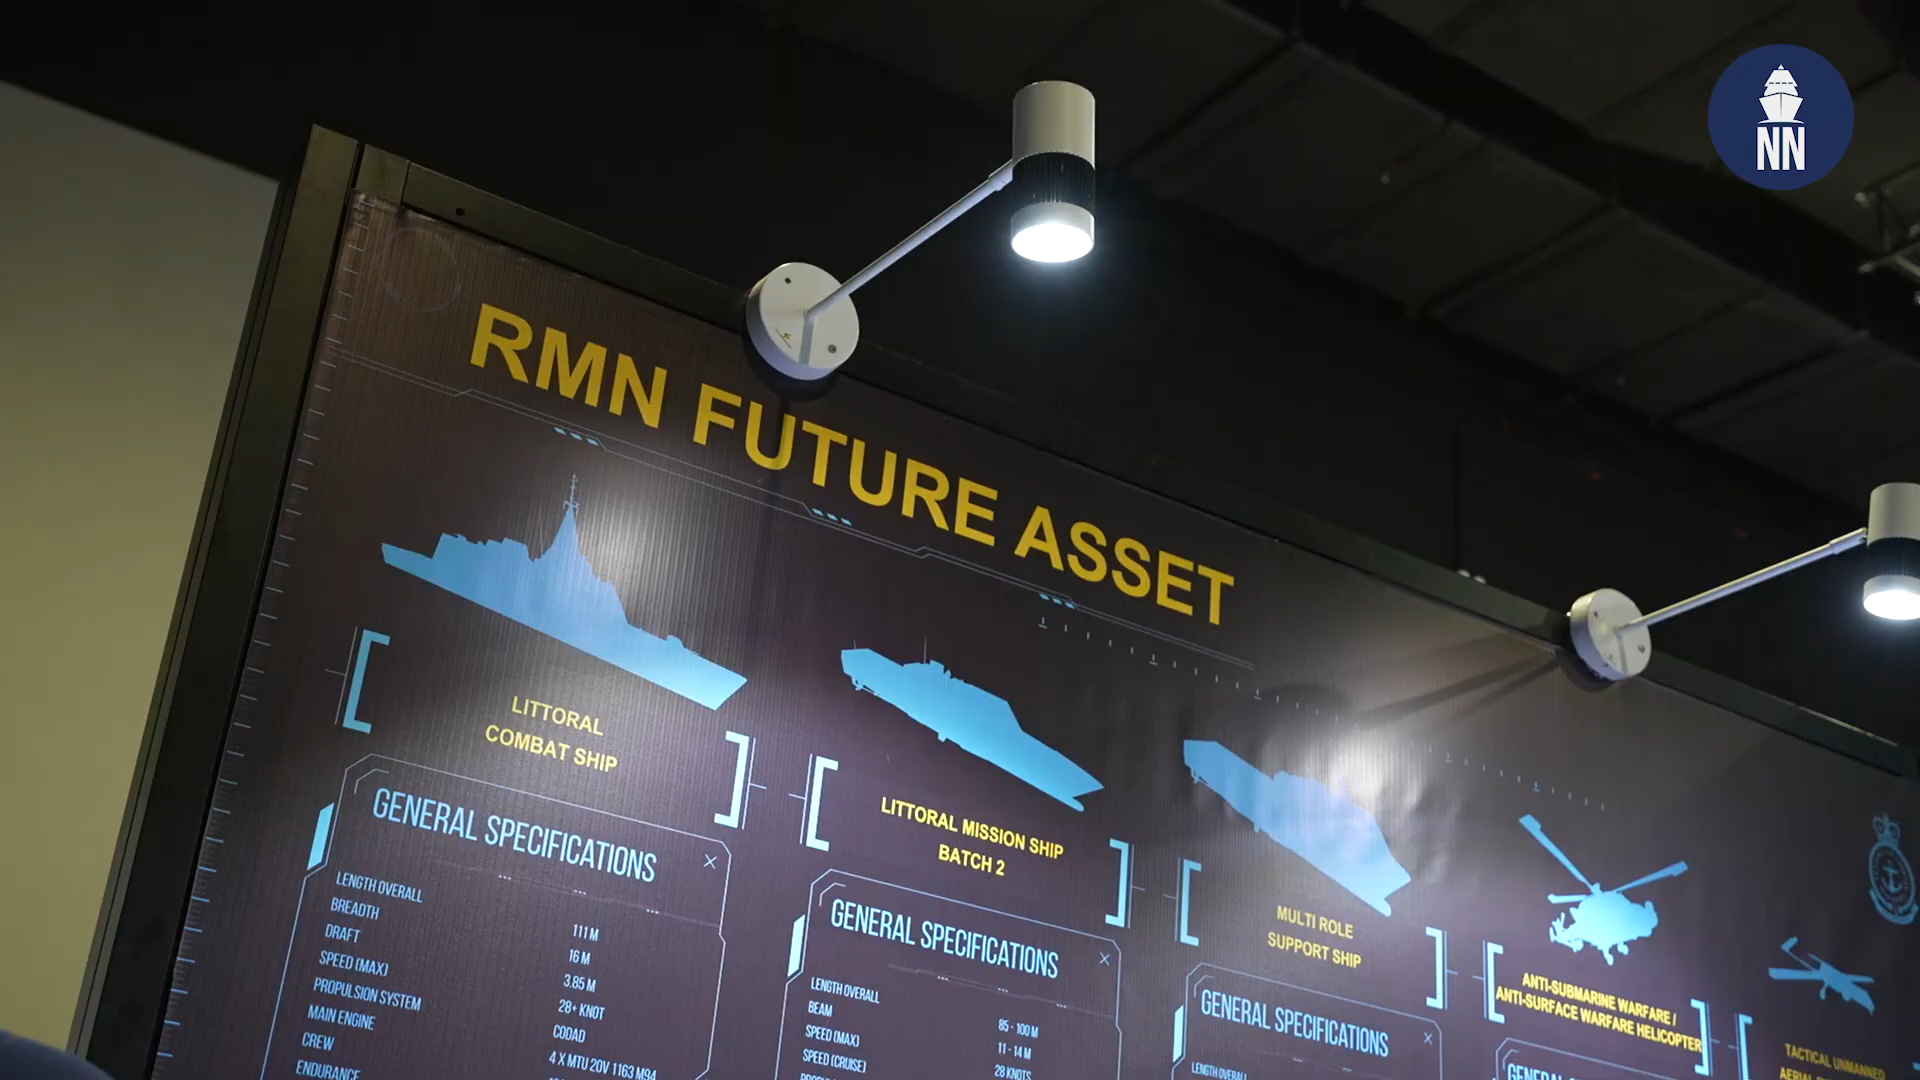 NN
RMN FUTURE ASSET
LITTORAL
COMBAT SHIP
GENERAL SPECIFICATIONS
LENGTH OVERALL
111 M
BREADTH
16 M
DRAFT
3.85 M
SPEED (MAX)
28+ KNOT
PROPULSION SYSTEM
CODAD
MAIN ENGINE
4 X MTU 20V 1163 M94
CREW
ENDURANCE
LITTORAL MISSION SHIP
BATCH 2
GENERAL SPECIFICATIONS
LENGTH OVERALL
85 - 100 M
BEAM
11 - 14 M
SPEED (MAX)
28 KNOTS
SPEED (CRUISE)
MULTI ROLE
SUPPORT SHIP
GENERAL SPECIFICATIONS
LENGTH OVERALL
ANTI-SUBMARINE WARFARE /
ANTI-SURFACE WARFARE HELICOPTER
TACTICAL UNMANNED